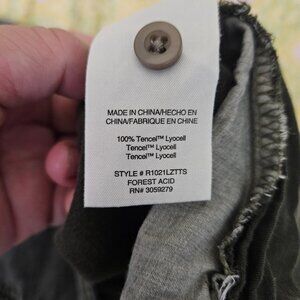 MADE IN CHINA/HECHO EN
CHINA/FABRIQUE EN CHINE
100% Tencel™ Lyocell
Tencel™ Lyocell
Tencel™ Lyocell
STYLE # R1021LZTTS
FOREST ACID
RN# 3059279